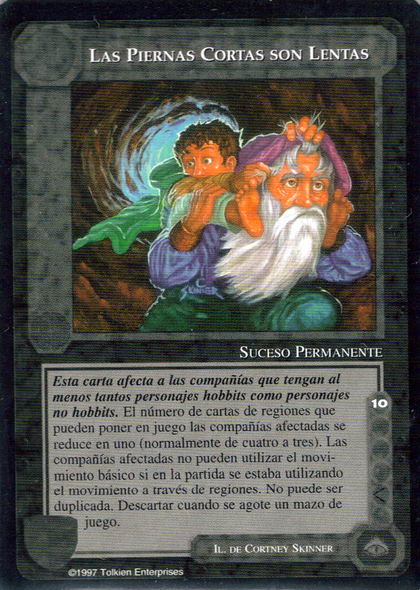 Las Piernas Cortas son Lentas
Suceso Permanente
Esta carta afecta a las compañías que tengan al
menos tantos personajes hobbits como personajes
no hobbits. El número de cartas de regiones que
pueden poner en juego las compañías afectadas se
reduce en uno (normalmente de cuatro a tres). Las
compañías afectadas no pueden utilizar el movi-
miento básico si en la partida se estaba utilizando
el movimiento a través de regiones. No puede ser
duplicada. Descartar cuando se agote un mazo de
juego.
10
Il. de Cortney Skinner
©1997 Tolkien Enterprises